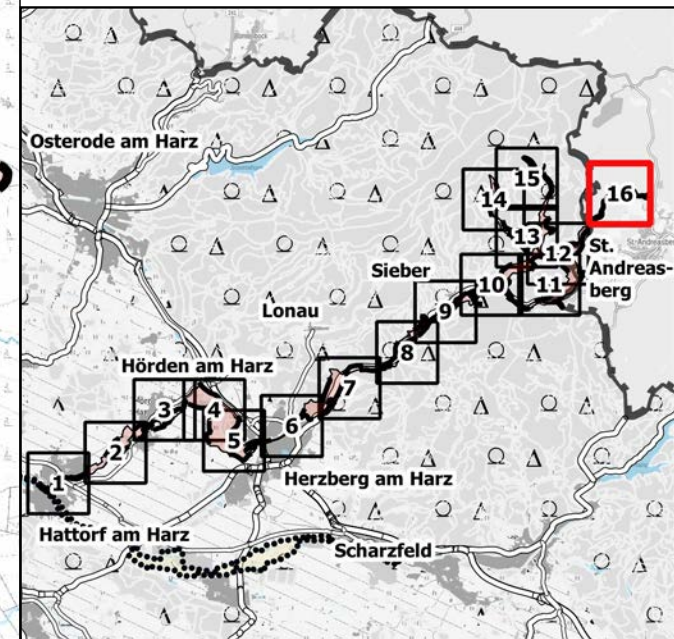 Osterode am Harz
15
16
14
13
12
St.
Andreas-
berg
Sieber
10
11
Lonau
9
8
Hörden am Harz
7
3
4
6
5
2
1
Herzberg am Harz
Hattorf am Harz
Scharzfeld